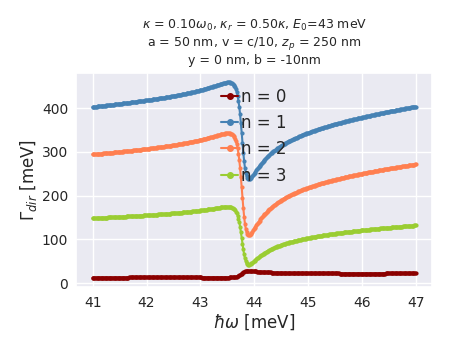 κ = 0.10ω₀, κᵣ = 0.50κ, E₀=43 meV
a = 50 nm, v = c/10, zₚ = 250 nm
y = 0 nm, b = -10nm
n = 0
n = 1
n = 2
n = 3
400
300
200
100
0
Γ_dir [meV]
41 42 43 44 45 46 47
ℏω [meV]